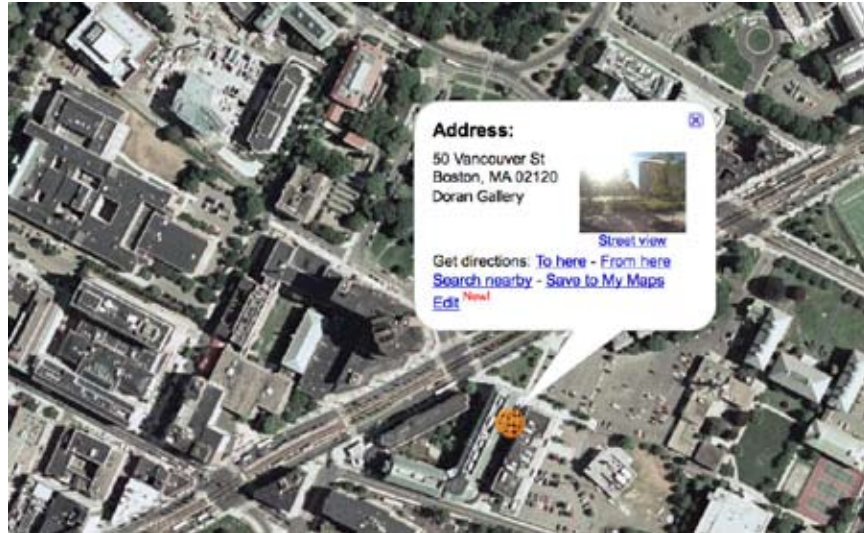 Address:
50 Vancouver St
Boston, MA 02120
Doran Gallery
Street view
Get directions: To here - From here
Search nearby - Save to My Maps
Edit New!